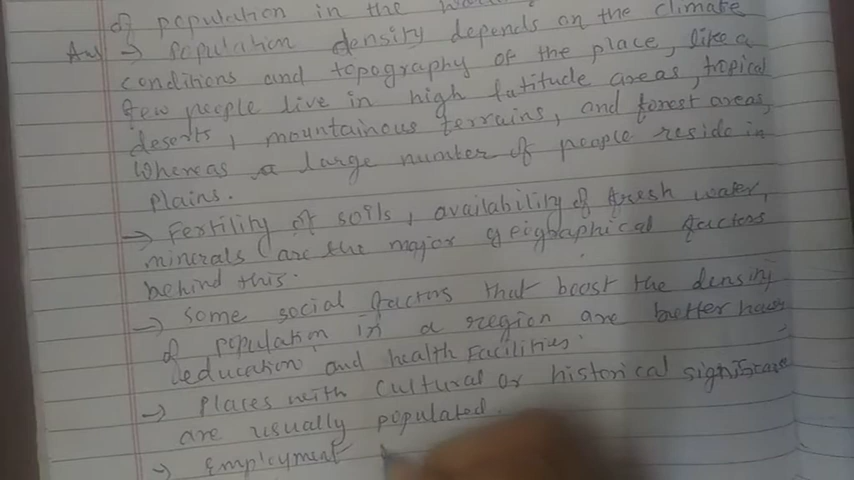 of population in the
Ans → Population density depends on the climate
conditions and topography of the place, like a
few people live in high latitude areas, tropical
deserts, mountainous terrains, and forest areas,
Whereas a large number of people reside in
plains.
→ Fertility of soils, availability of fresh water,
minerals are the major geigbraphical factors
behind this.
→ Some social factors that boost the density
of population in a region are better
education and health facilities.
→ Places with cultural or historical significance
are usually populated.
→ Employment